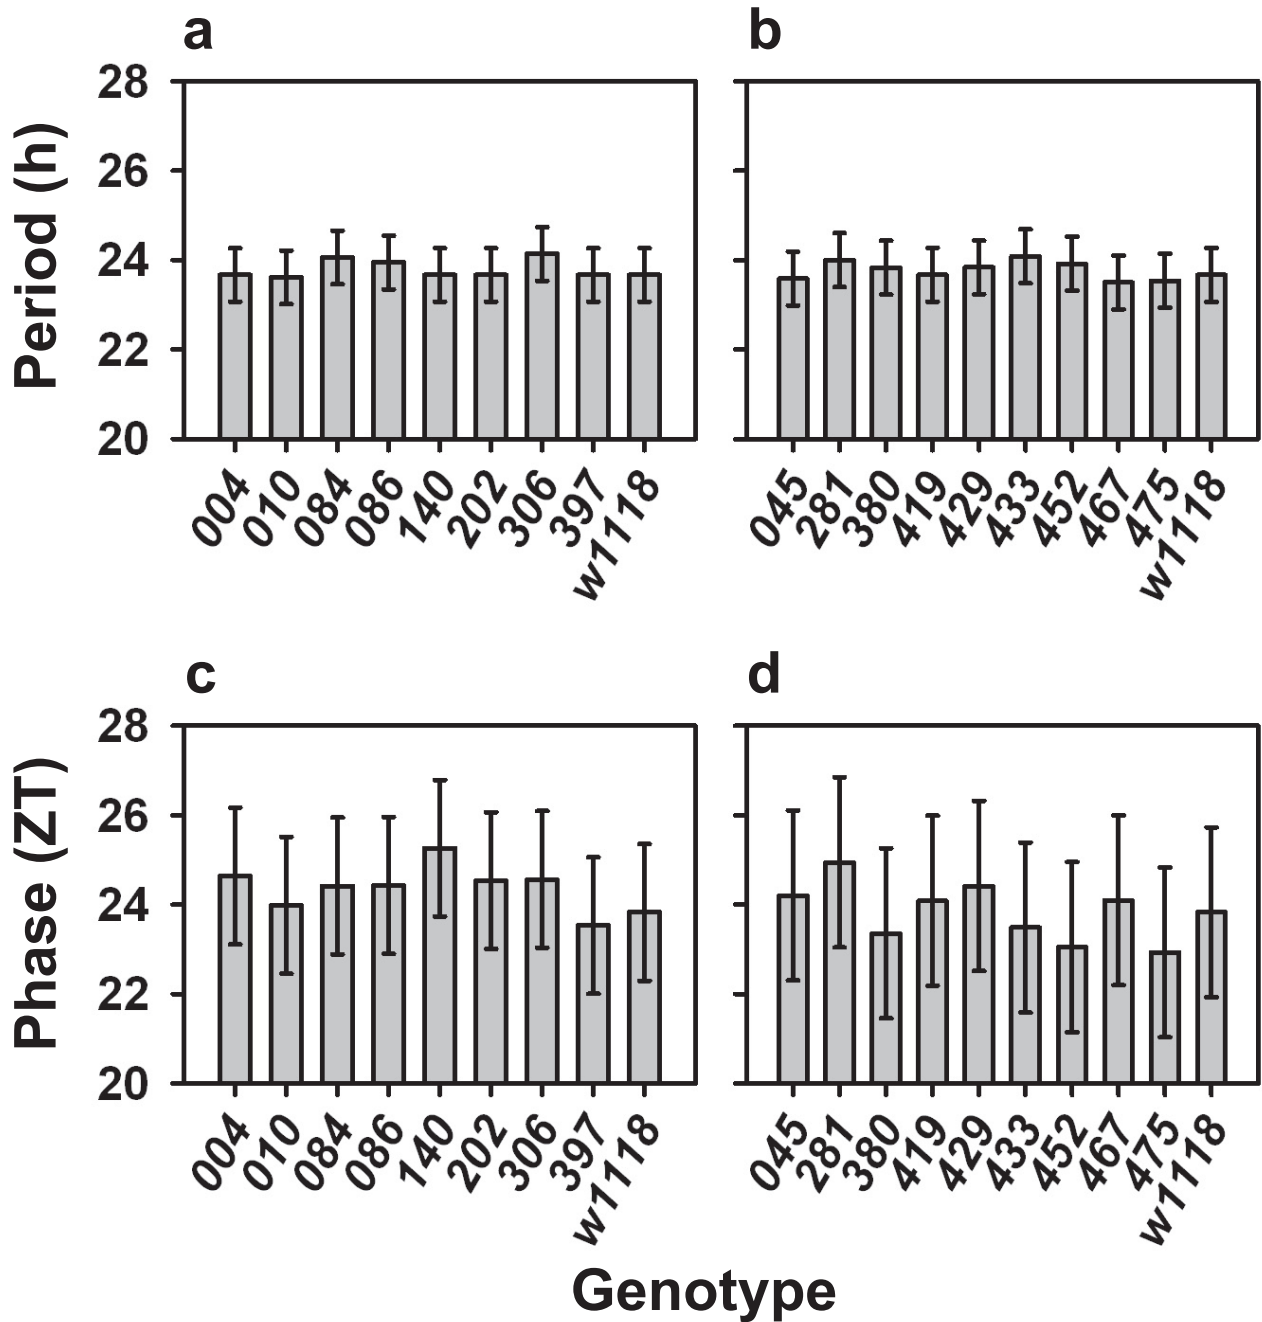 a b
Period (h)
28
26
24
22
20
004 010 084 086 140 202 306 397 w1118
045 281 380 419 429 433 452 467 475 w1118
c d
Phase (ZT)
28
26
24
22
20
004 010 084 086 140 202 306 397 w1118
045 281 380 419 429 433 452 467 475 w1118
Genotype